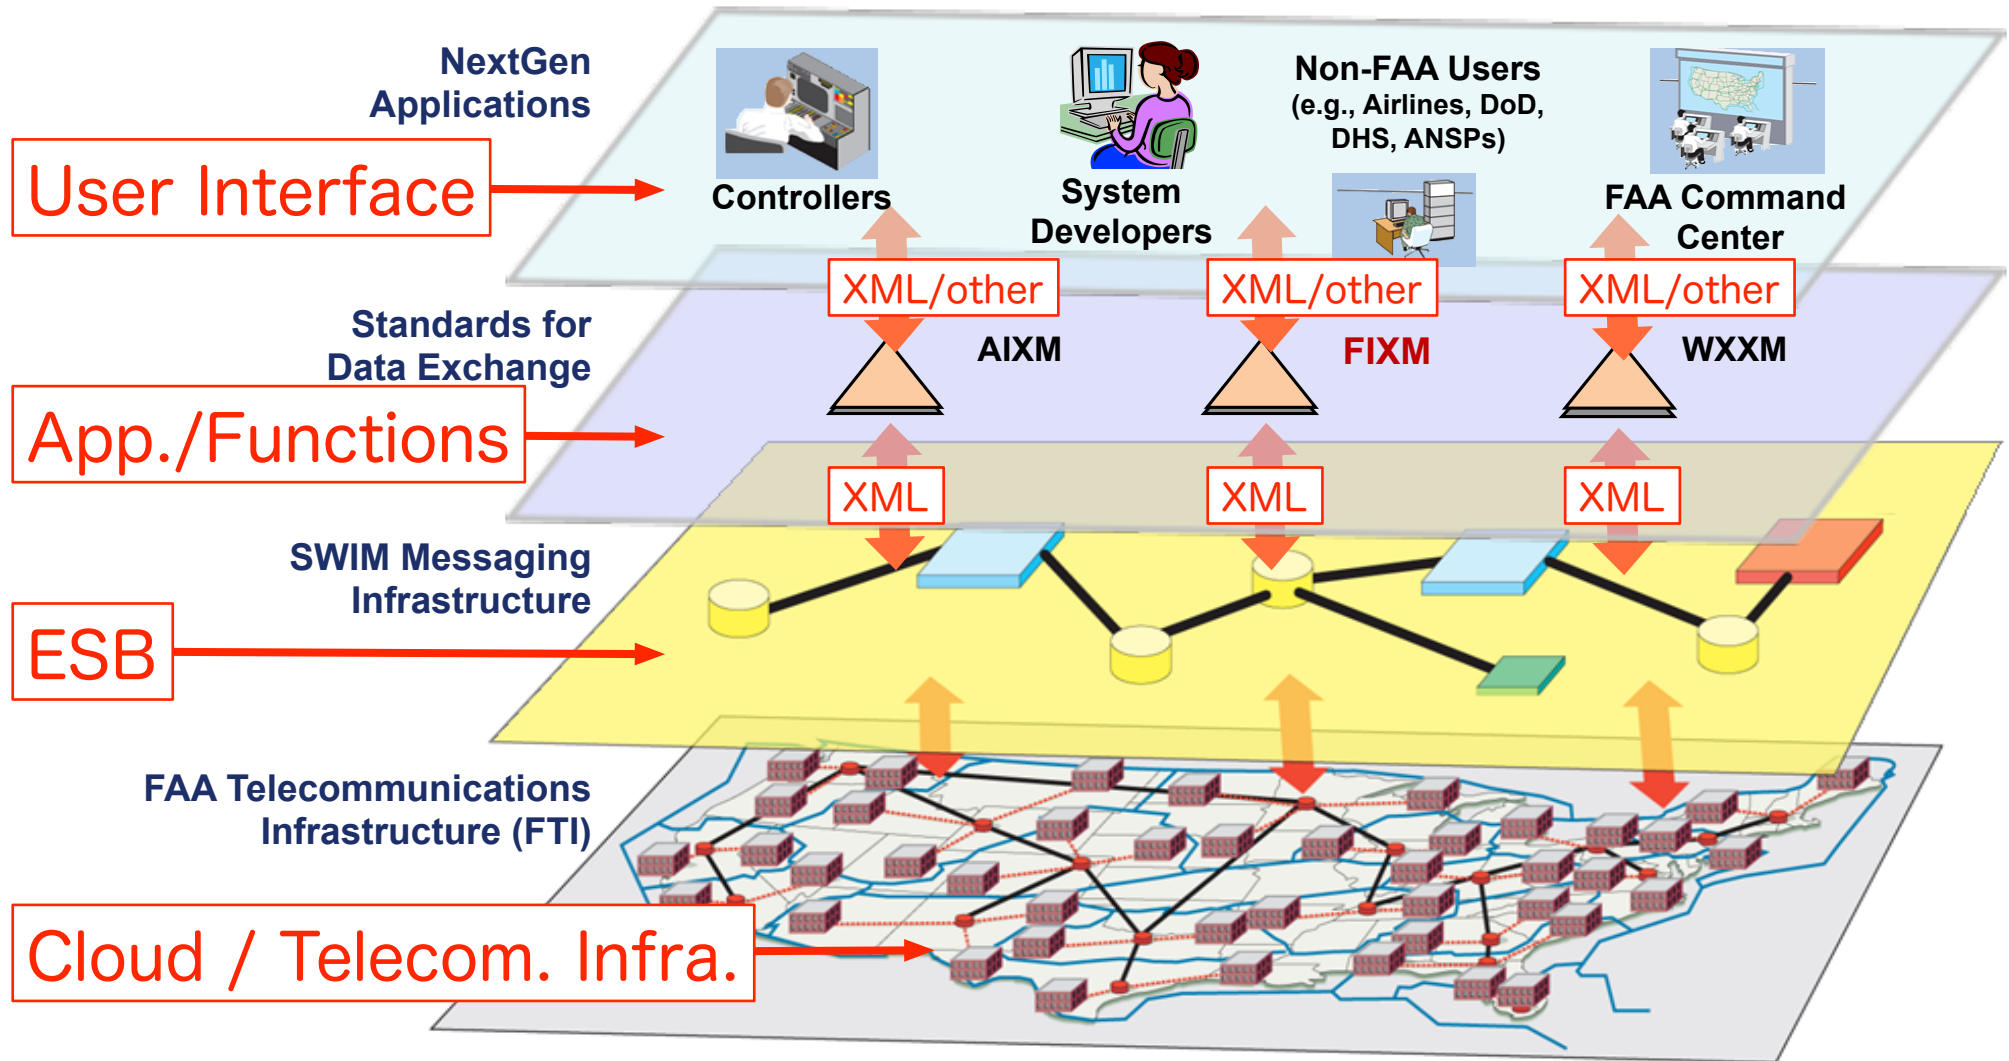 NextGen
Applications
User Interface
Controllers
System
Developers
Non-FAA Users
(e.g., Airlines, DoD,
DHS, ANSPs)
FAA Command
Center
XML/other
XML/other
XML/other
Standards for
Data Exchange
AIXM
FIXM
WXXM
App./Functions
XML
XML
XML
SWIM Messaging
Infrastructure
ESB
FAA Telecommunications
Infrastructure (FTI)
Cloud / Telecom. Infra.